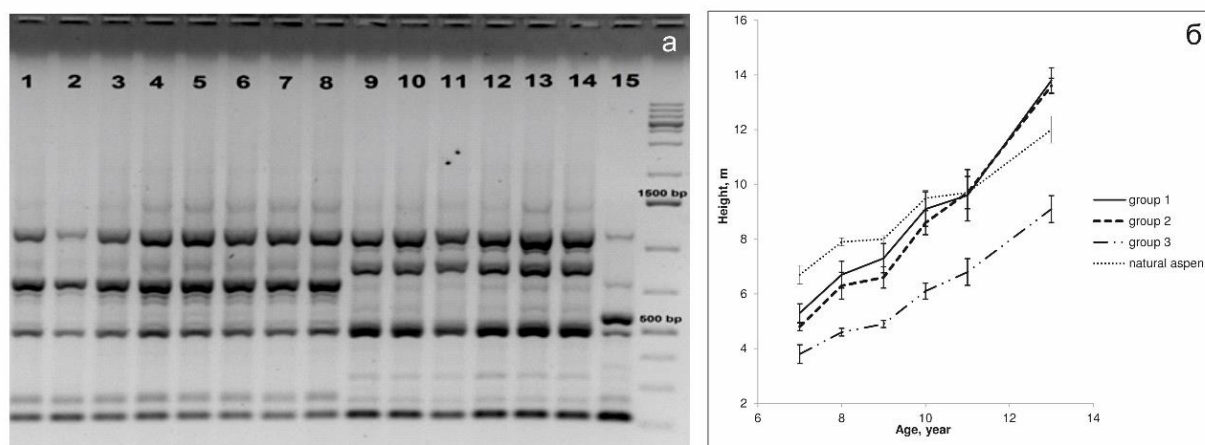 а
1 2 3 4 5 6 7 8 9 10 11 12 13 14 15
1500 bp
500 bp
б
16
14
12
10
8
6
4
2
Height, m
6 8 10 12 14
Age, year
group 1
group 2
group 3
natural aspen